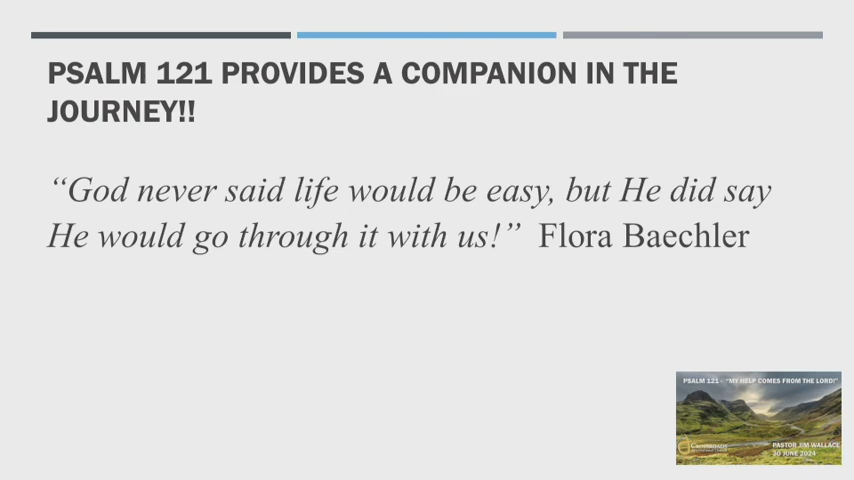 PSALM 121 PROVIDES A COMPANION IN THE
JOURNEY!!
“God never said life would be easy, but He did say
He would go through it with us!” Flora Baechler
PSALM 121 - "MY HELP COMES FROM THE LORD!"
CROSSROADS
PASTOR JIM WALLACE
30 JUNE 2024